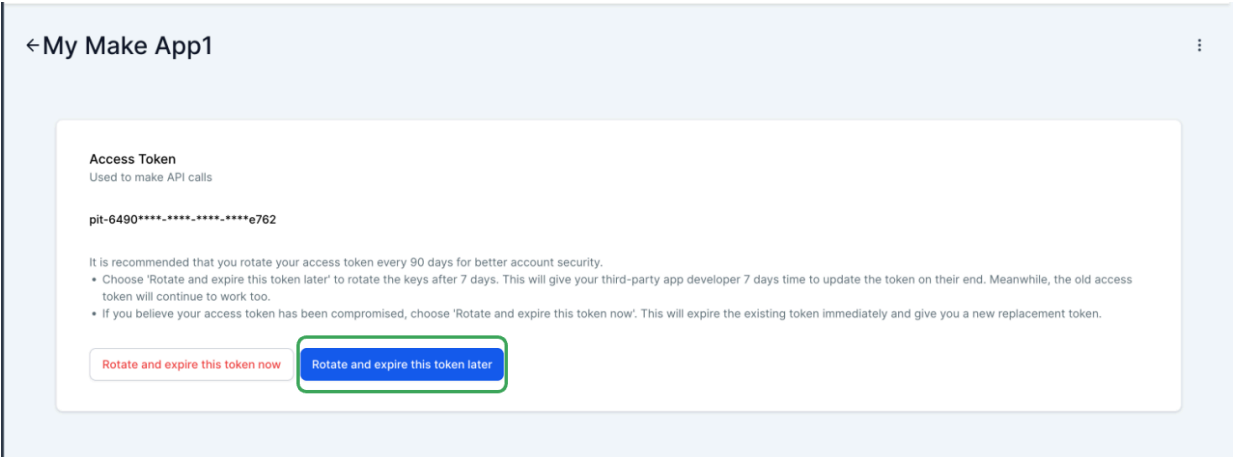 ←My Make App1
Access Token
Used to make API calls
pit-6490****-****-****-****e762
It is recommended that you rotate your access token every 90 days for better account security.
• Choose 'Rotate and expire this token later' to rotate the keys after 7 days. This will give your third-party app developer 7 days time to update the token on their end. Meanwhile, the old access
token will continue to work too.
• If you believe your access token has been compromised, choose 'Rotate and expire this token now'. This will expire the existing token immediately and give you a new replacement token.
Rotate and expire this token now
Rotate and expire this token later